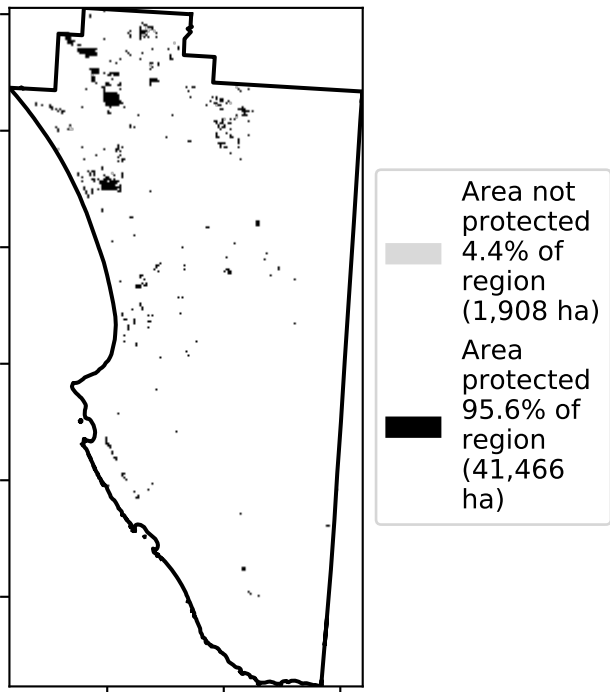 Area not
protected
4.4% of
region
(1,908 ha)
Area
protected
95.6% of
region
(41,466
ha)